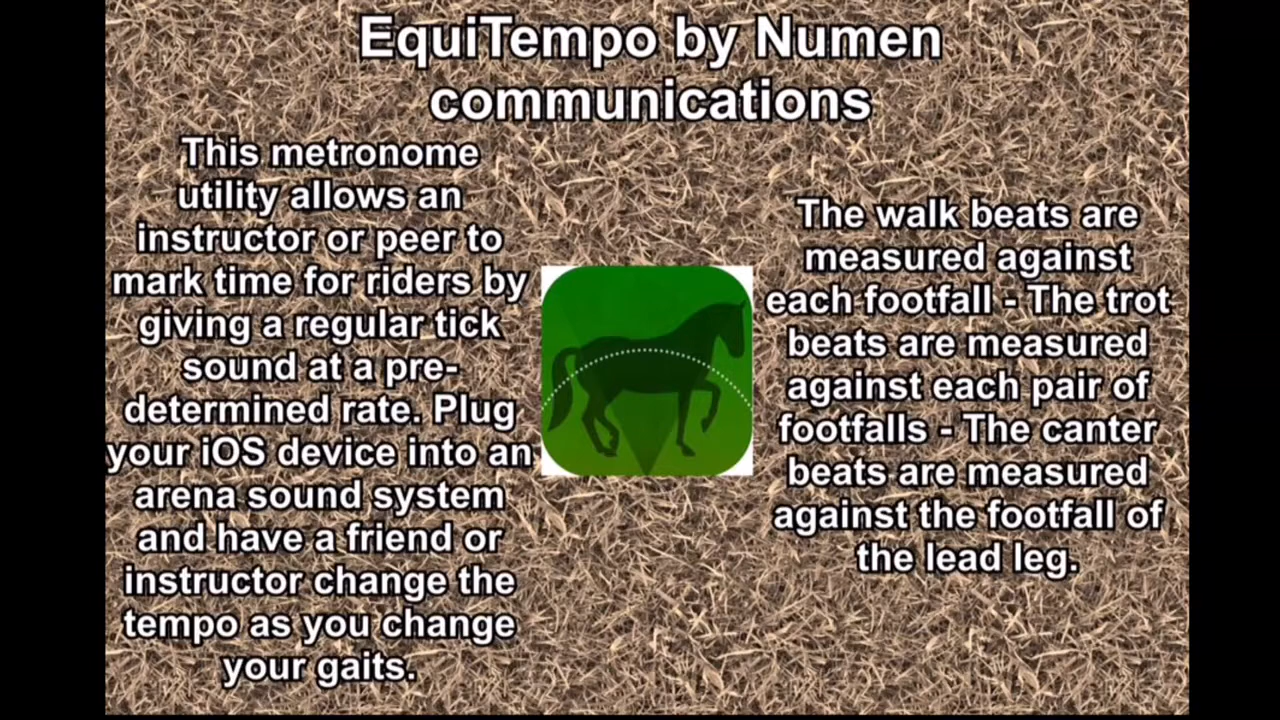 EquiTempo by Numen
communications
This metronome
utility allows an
instructor or peer to
mark time for riders by
giving a regular tick
sound at a pre-
determined rate. Plug
your iOS device into an
arena sound system
and have a friend or
instructor change the
tempo as you change
your gaits.
The walk beats are
measured against
each footfall - The trot
beats are measured
against each pair of
footfalls - The canter
beats are measured
against the footfall of
the lead leg.